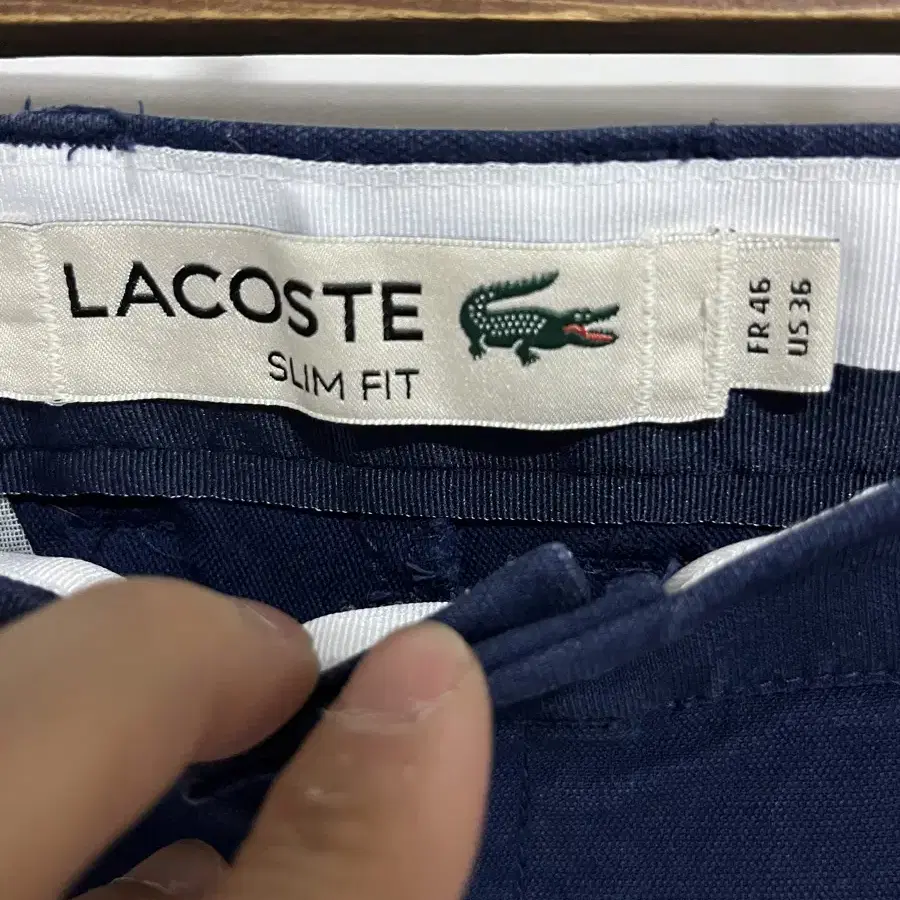 LACOSTE
SLIM FIT
FR 46
US 36